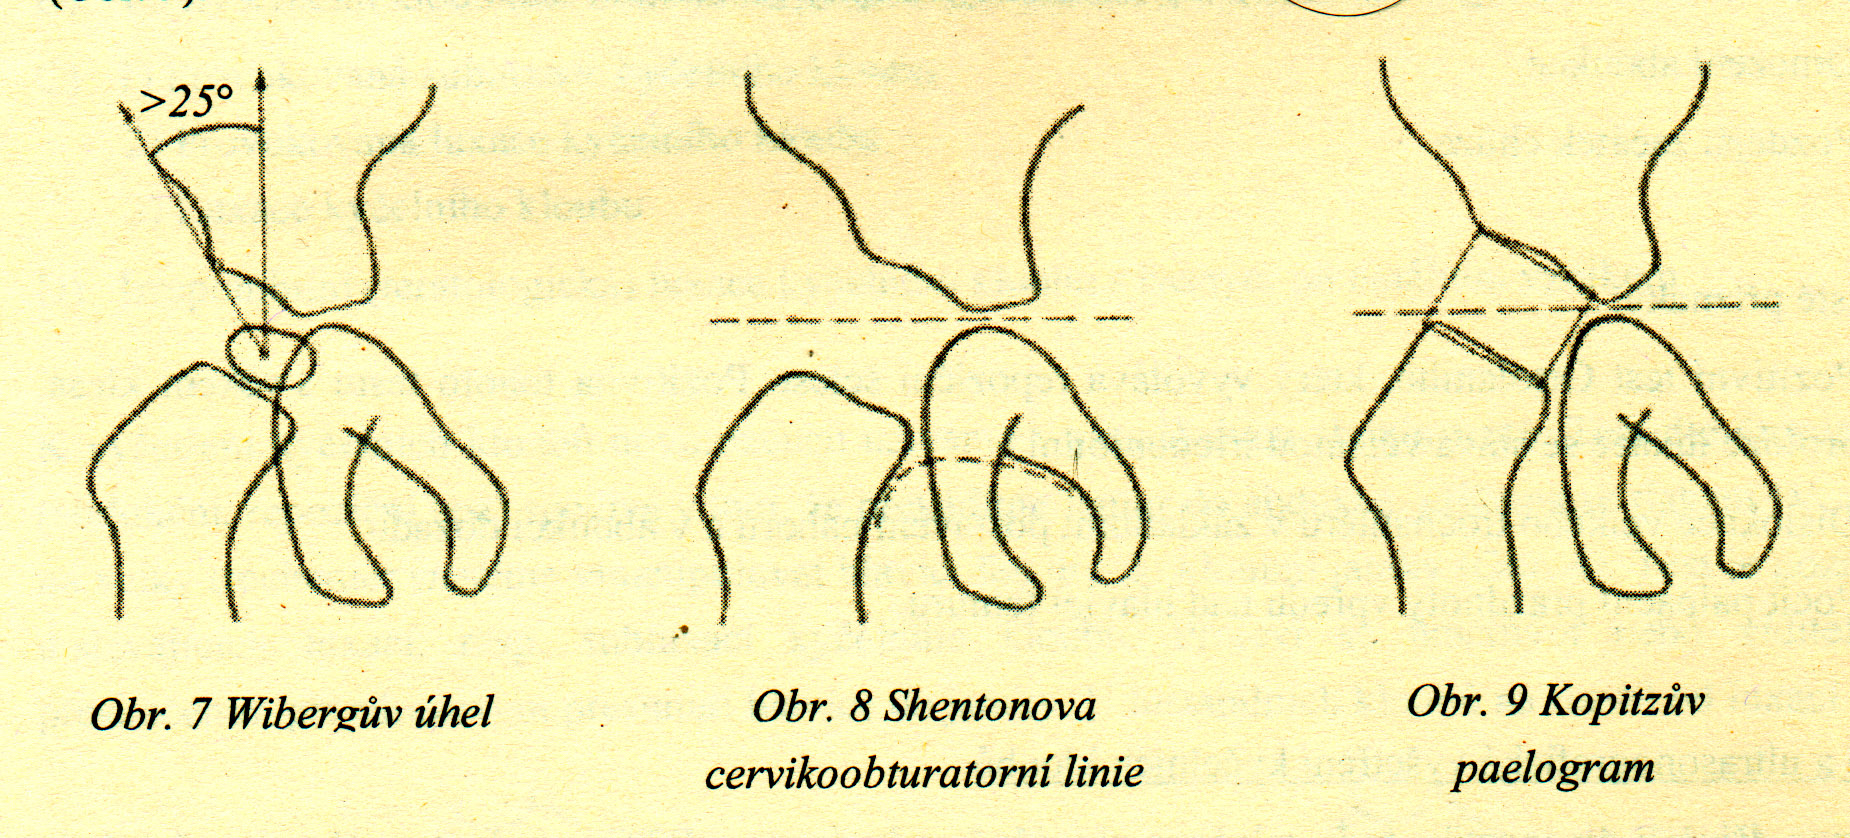 >25°
Obr. 7 Wibergův úhel
Obr. 8 Shentonova
cervikoobturatorní linie
Obr. 9 Kopitzův
paelogram